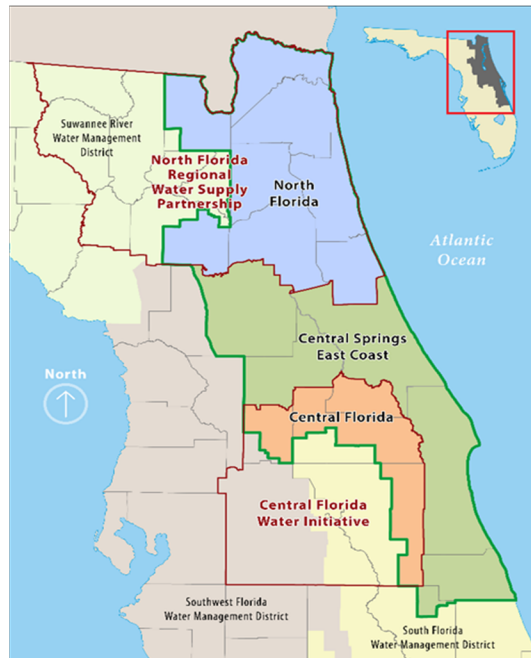 Suwannee River
Water Management
District
North Florida
Regional
Water Supply
Partnership
North
Florida
Atlantic
Ocean
Central Springs
East Coast
North
Central Florida
Central Florida
Water Initiative
Southwest Florida
Water Management District
South Florida
Water Management District